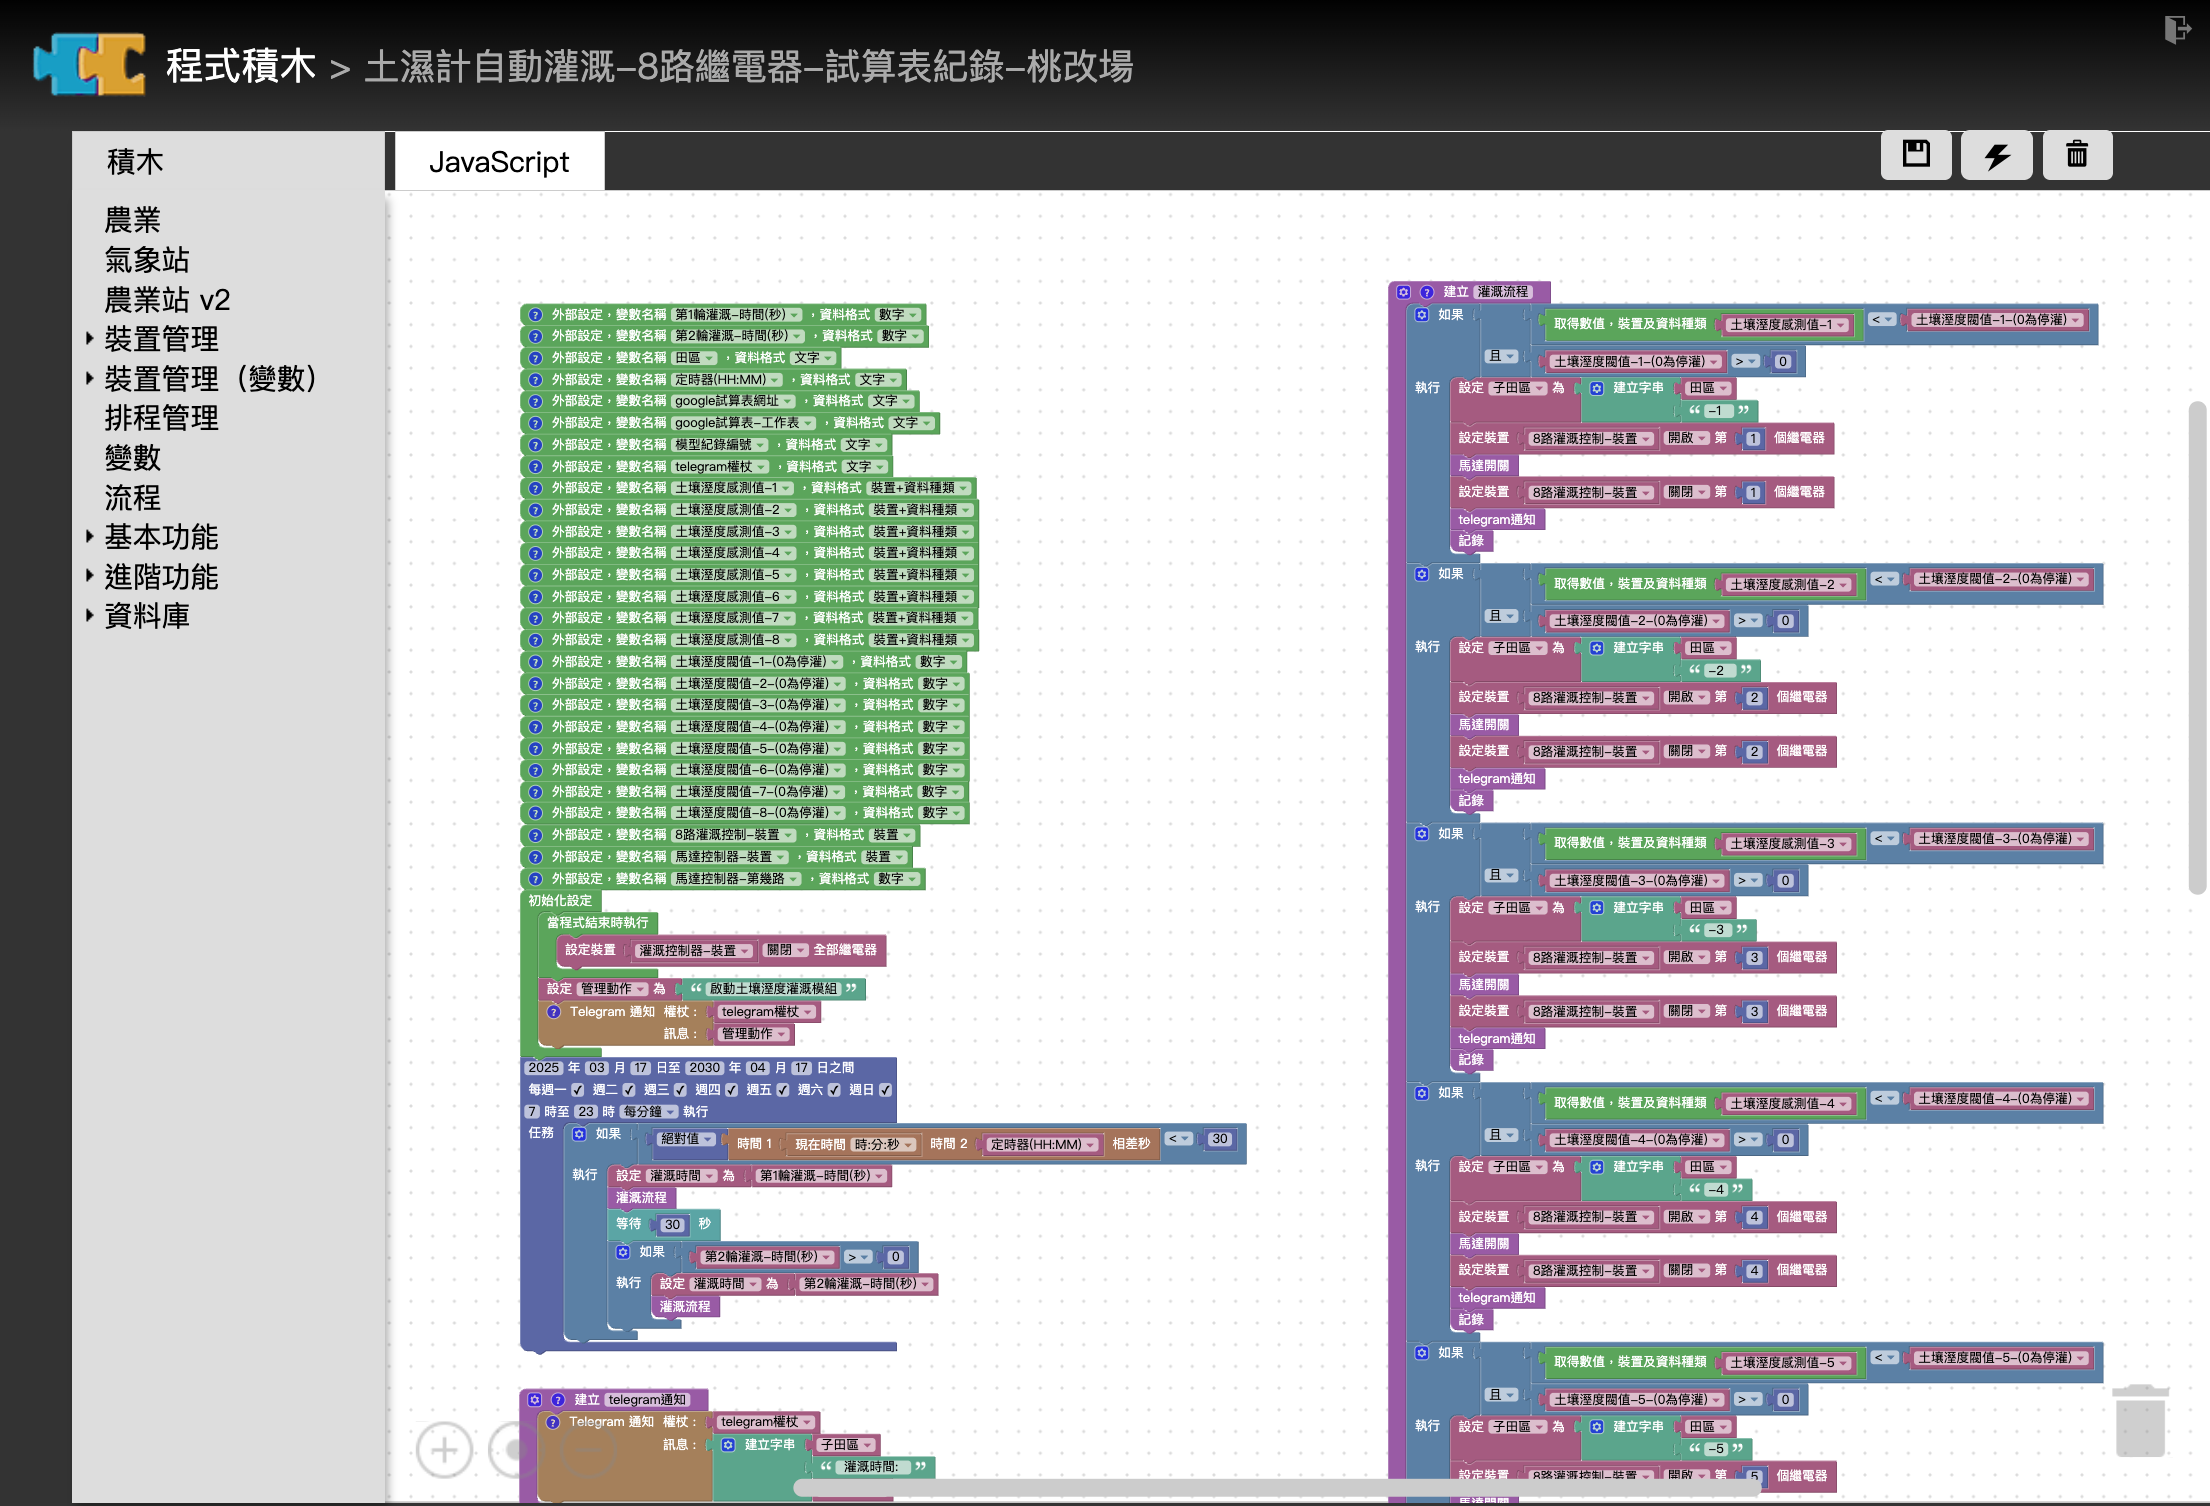 程式積木 > 土濕計自動灌溉-8路繼電器-試算表紀錄-桃改場
積木
JavaScript
農業
氣象站
農業站 v2
裝置管理
裝置管理（變數）
排程管理
變數
流程
基本功能
進階功能
資料庫
外部設定，變數名稱 第1輪灌溉-時間(秒) ，資料格式 數字
外部設定，變數名稱 第2輪灌溉-時間(秒) ，資料格式 數字
外部設定，變數名稱 田區 ，資料格式 文字
外部設定，變數名稱 定時器(HH:MM) ，資料格式 文字
外部設定，變數名稱 google試算表網址 ，資料格式 文字
外部設定，變數名稱 google試算表-工作表 ，資料格式 文字
外部設定，變數名稱 模型紀錄編號 ，資料格式 文字
外部設定，變數名稱 telegram權杖 ，資料格式 文字
外部設定，變數名稱 土壤溼度感測值-1 ，資料格式 裝置+資料種類
外部設定，變數名稱 土壤溼度感測值-2 ，資料格式 裝置+資料種類
外部設定，變數名稱 土壤溼度感測值-3 ，資料格式 裝置+資料種類
外部設定，變數名稱 土壤溼度感測值-4 ，資料格式 裝置+資料種類
外部設定，變數名稱 土壤溼度感測值-5 ，資料格式 裝置+資料種類
外部設定，變數名稱 土壤溼度感測值-6 ，資料格式 裝置+資料種類
外部設定，變數名稱 土壤溼度感測值-7 ，資料格式 裝置+資料種類
外部設定，變數名稱 土壤溼度感測值-8 ，資料格式 裝置+資料種類
外部設定，變數名稱 土壤溼度閥值-1-(0為停灌) ，資料格式 數字
外部設定，變數名稱 土壤溼度閥值-2-(0為停灌) ，資料格式 數字
外部設定，變數名稱 土壤溼度閥值-3-(0為停灌) ，資料格式 數字
外部設定，變數名稱 土壤溼度閥值-4-(0為停灌) ，資料格式 數字
外部設定，變數名稱 土壤溼度閥值-5-(0為停灌) ，資料格式 數字
外部設定，變數名稱 土壤溼度閥值-6-(0為停灌) ，資料格式 數字
外部設定，變數名稱 土壤溼度閥值-7-(0為停灌) ，資料格式 數字
外部設定，變數名稱 土壤溼度閥值-8-(0為停灌) ，資料格式 數字
外部設定，變數名稱 8路灌溉控制-裝置 ，資料格式 裝置
外部設定，變數名稱 馬達控制器-裝置 ，資料格式 裝置
外部設定，變數名稱 馬達控制器-第幾路 ，資料格式 數字
初始化設定
當程式結束時執行
設定裝置 灌溉控制器-裝置 關閉 全部繼電器
設定 管理動作 為 “ 啟動土壤溼度灌溉模組 ”
Telegram 通知 權杖： telegram權杖
訊息： 管理動作
2025 年 03 月 17 日至 2030 年 04 月 17 日之間
每週一 週二 週三 週四 週五 週六 週日
7 時至 23 時 每分鐘 執行
任務 如果 絕對值 時間 1 現在時間 時:分:秒 時間 2 定時器(HH:MM) 相差秒 < 30
執行 設定 灌溉時間 為 第1輪灌溉-時間(秒)
灌溉流程
等待 30 秒
如果 第2輪灌溉-時間(秒) > 0
執行 設定 灌溉時間 為 第2輪灌溉-時間(秒)
灌溉流程
建立 telegram通知
Telegram 通知 權杖： telegram權杖
訊息： 建立字串 子田區
“ 灌溉時間: ”
建立 灌溉流程
如果 取得數值，裝置及資料種類 土壤溼度感測值-1 < 土壤溼度閥值-1-(0為停灌)
且 土壤溼度閥值-1-(0為停灌) > 0
執行 設定 子田區 為 建立字串 田區
“ -1 ”
設定裝置 8路灌溉控制-裝置 開啟 第 1 個繼電器
馬達開關
設定裝置 8路灌溉控制-裝置 關閉 第 1 個繼電器
telegram通知
記錄
如果 取得數值，裝置及資料種類 土壤溼度感測值-2 < 土壤溼度閥值-2-(0為停灌)
且 土壤溼度閥值-2-(0為停灌) > 0
執行 設定 子田區 為 建立字串 田區
“ -2 ”
設定裝置 8路灌溉控制-裝置 開啟 第 2 個繼電器
馬達開關
設定裝置 8路灌溉控制-裝置 關閉 第 2 個繼電器
telegram通知
記錄
如果 取得數值，裝置及資料種類 土壤溼度感測值-3 < 土壤溼度閥值-3-(0為停灌)
且 土壤溼度閥值-3-(0為停灌) > 0
執行 設定 子田區 為 建立字串 田區
“ -3 ”
設定裝置 8路灌溉控制-裝置 開啟 第 3 個繼電器
馬達開關
設定裝置 8路灌溉控制-裝置 關閉 第 3 個繼電器
telegram通知
記錄
如果 取得數值，裝置及資料種類 土壤溼度感測值-4 < 土壤溼度閥值-4-(0為停灌)
且 土壤溼度閥值-4-(0為停灌) > 0
執行 設定 子田區 為 建立字串 田區
“ -4 ”
設定裝置 8路灌溉控制-裝置 開啟 第 4 個繼電器
馬達開關
設定裝置 8路灌溉控制-裝置 關閉 第 4 個繼電器
telegram通知
記錄
如果 取得數值，裝置及資料種類 土壤溼度感測值-5 < 土壤溼度閥值-5-(0為停灌)
且 土壤溼度閥值-5-(0為停灌) > 0
執行 設定 子田區 為 建立字串 田區
“ -5 ”
設定裝置 8路灌溉控制-裝置 開啟 第 5 個繼電器